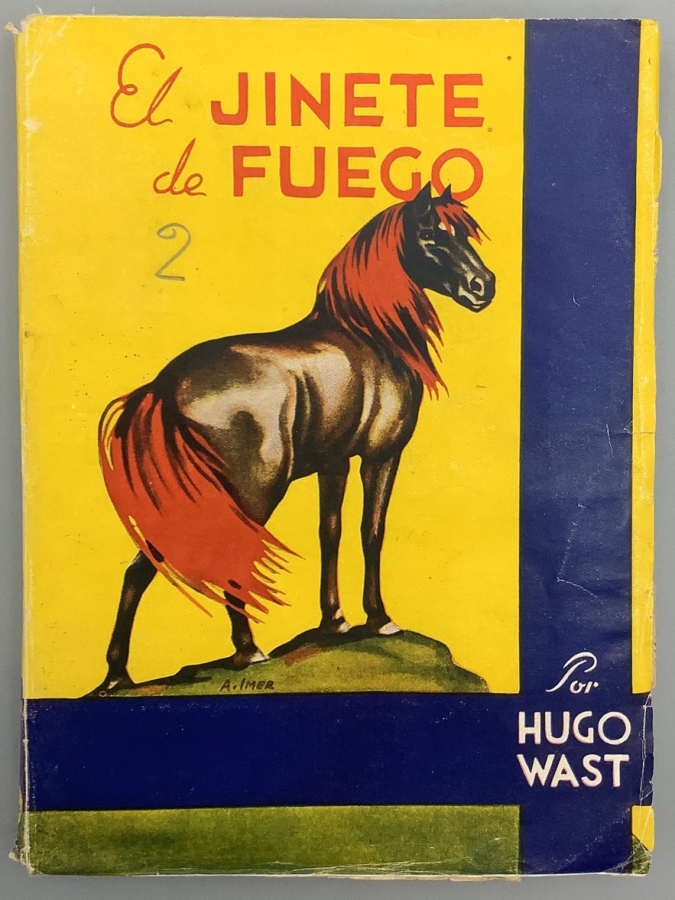 El JINETE
de FUEGO
2
A. IMER
Por
HUGO
WAST